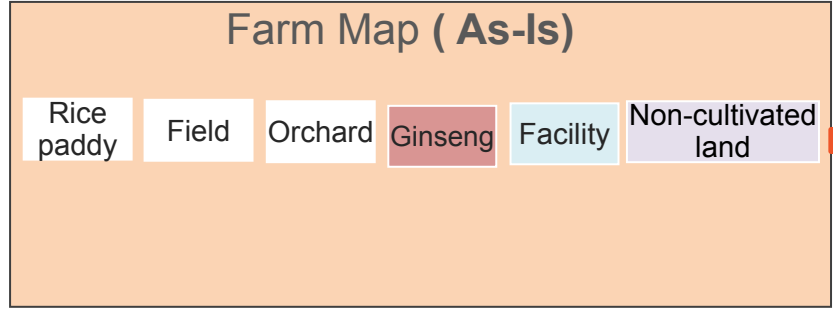 Farm Map ( As-Is)
Rice
paddy
Field
Orchard
Ginseng
Facility
Non-cultivated
land